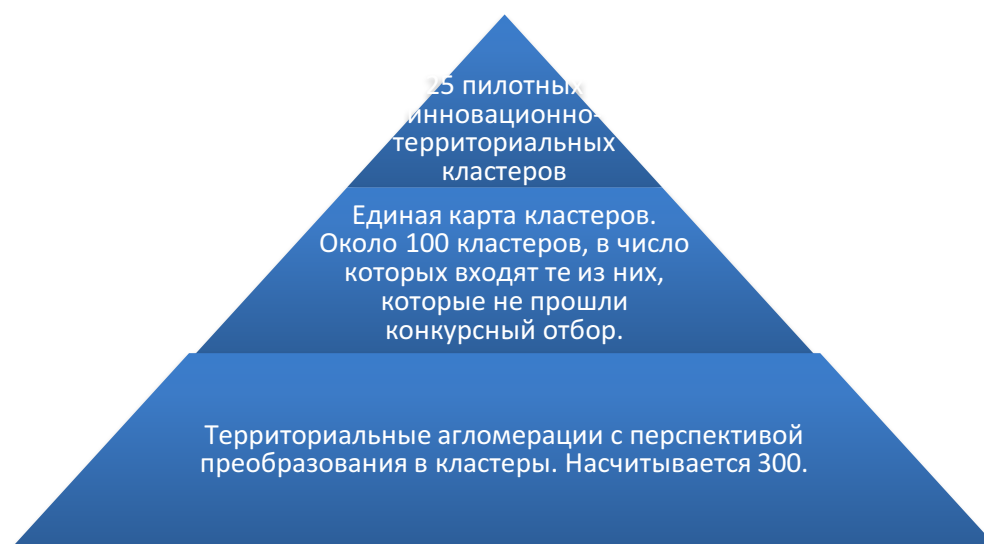 25 пилотных
инновационно-
территориальных
кластеров
Единая карта кластеров.
Около 100 кластеров, в число
которых входят те из них,
которые не прошли
конкурсный отбор.
Территориальные агломерации с перспективой
преобразования в кластеры. Насчитывается 300.